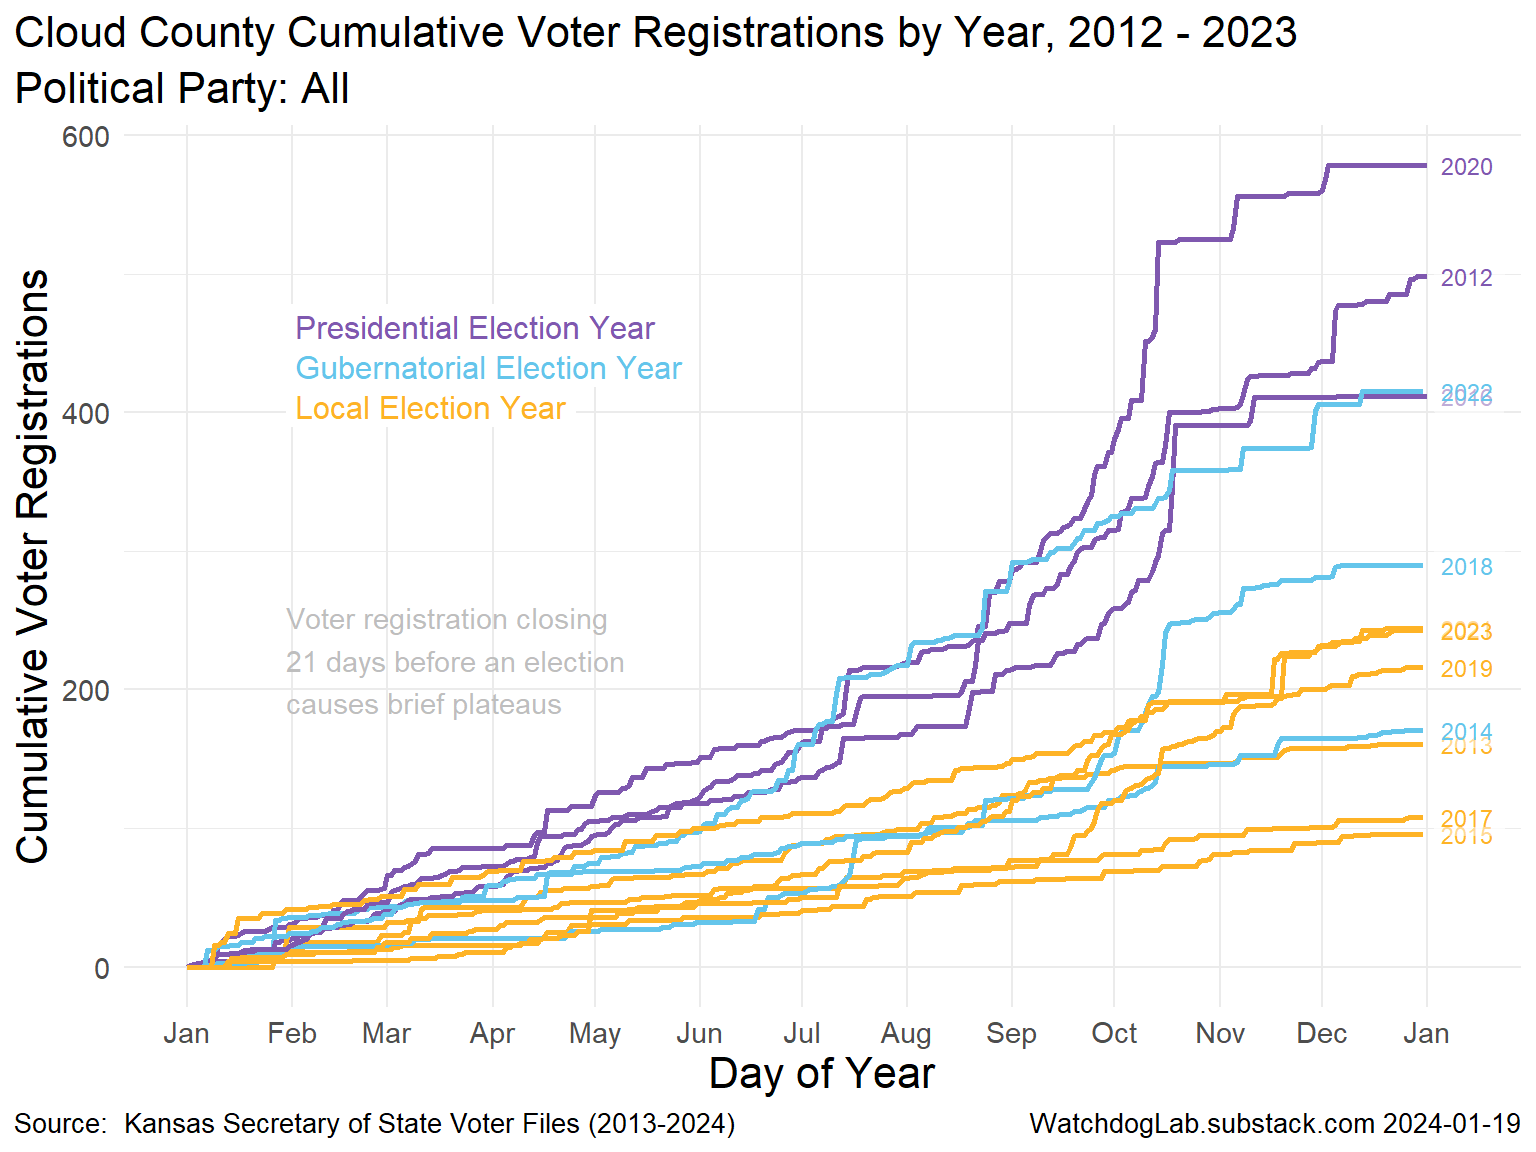 Cloud County Cumulative Voter Registrations by Year, 2012 - 2023
Political Party: All
600
400
200
0
Cumulative Voter Registrations
Presidential Election Year
Gubernatorial Election Year
Local Election Year
Voter registration closing
21 days before an election
causes brief plateaus
2020
2012
2022
2016
2018
2023
2019
2014
2013
2017
2015
Jan Feb Mar Apr May Jun Jul Aug Sep Oct Nov Dec Jan
Day of Year
Source:  Kansas Secretary of State Voter Files (2013-2024)
WatchdogLab.substack.com 2024-01-19